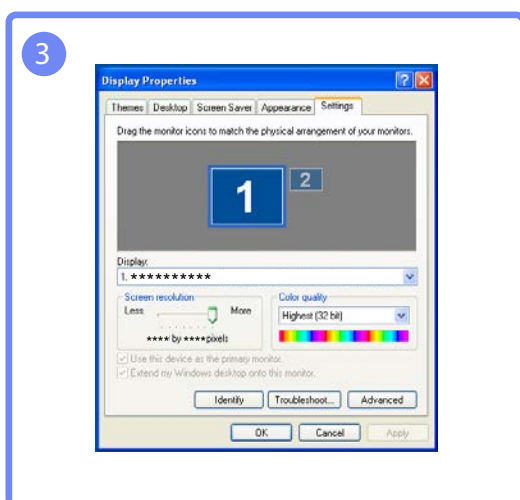 3
Display Properties
Themes Desktop Screen Saver Appearance Settings
Drag the monitor icons to match the physical arrangement of your monitors.
1 2
Display:
1. **********
Screen resolution Color quality
Less More Highest (32 bit)
**** by ****pixels
Use this device as the primary monitor.
Extend my Windows desktop onto this monitor.
Identify Troubleshoot... Advanced
OK Cancel Apply